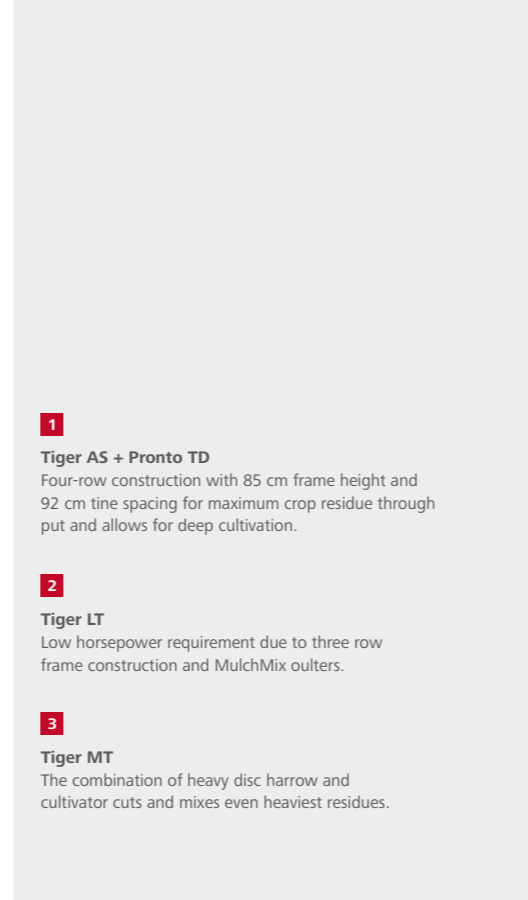 1
Tiger AS + Pronto TD
Four-row construction with 85 cm frame height and
92 cm tine spacing for maximum crop residue through
put and allows for deep cultivation.
2
Tiger LT
Low horsepower requirement due to three row
frame construction and MulchMix oulters.
3
Tiger MT
The combination of heavy disc harrow and
cultivator cuts and mixes even heaviest residues.